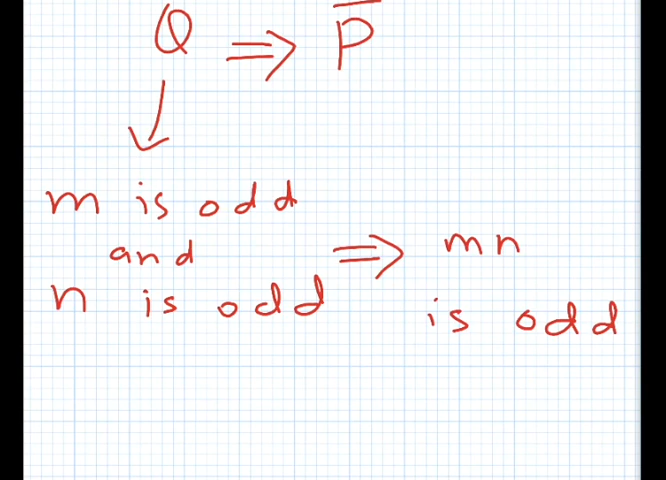 Q ⇒ P̅
m is odd
and ⇒ mn
n is odd is odd